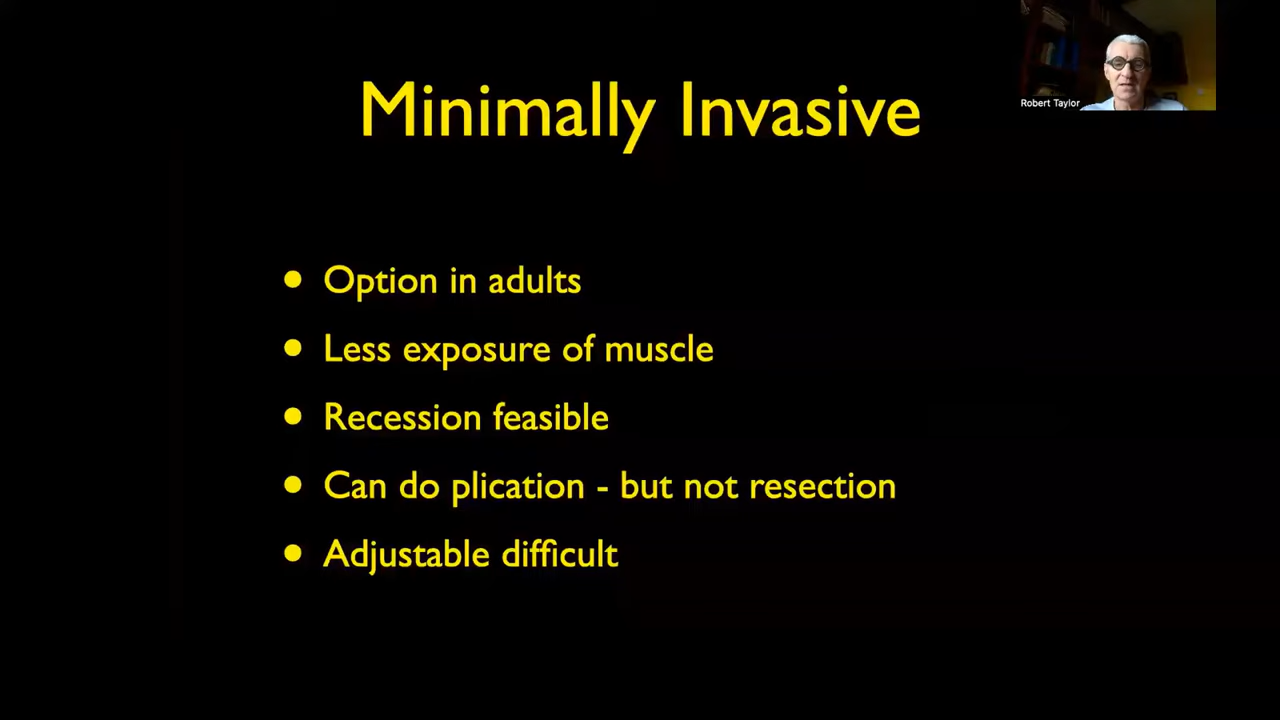 Minimally Invasive
Robert Taylor
• Option in adults
• Less exposure of muscle
• Recession feasible
• Can do plication - but not resection
• Adjustable difficult